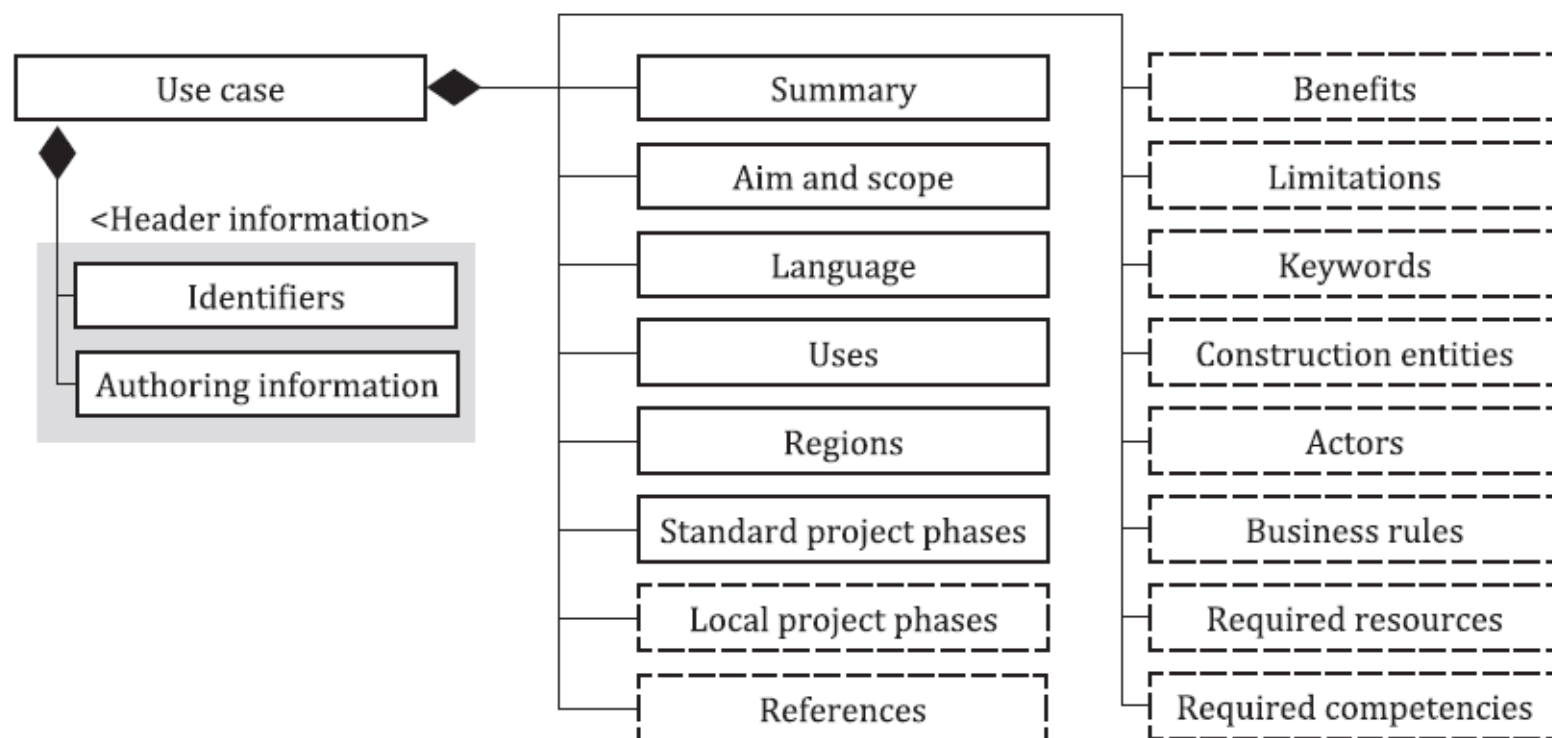 Use case
<Header information>
Identifiers
Authoring information
Summary
Aim and scope
Language
Uses
Regions
Standard project phases
Local project phases
References
Benefits
Limitations
Keywords
Construction entities
Actors
Business rules
Required resources
Required competencies